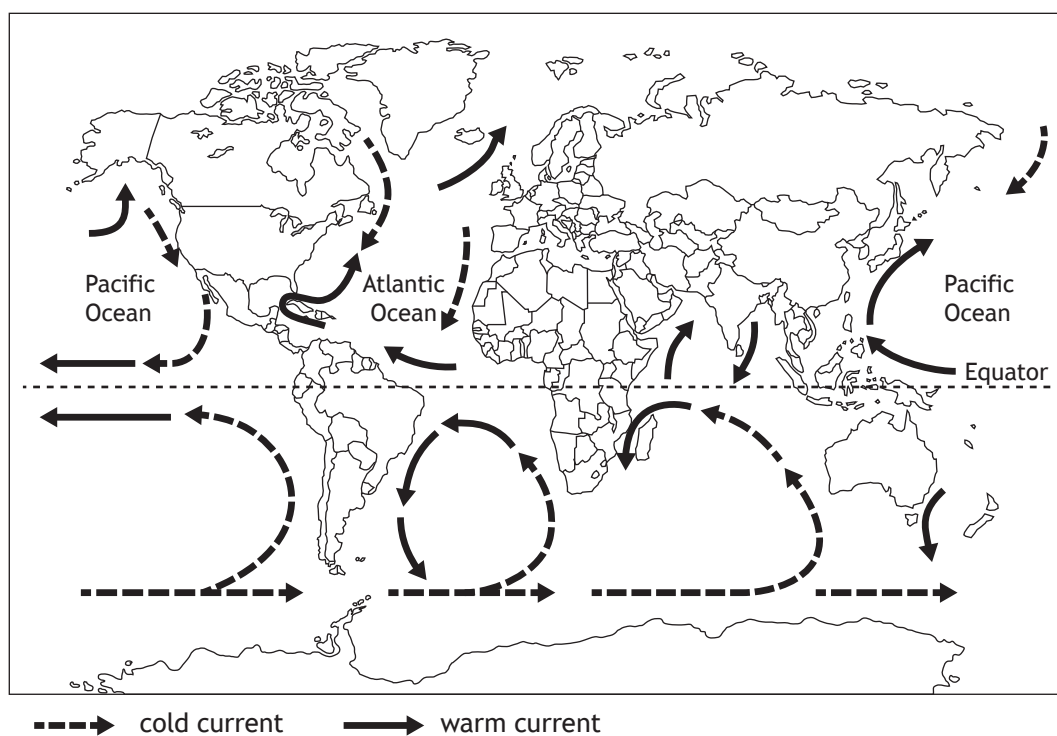 Pacific
Ocean
Atlantic
Ocean
Pacific
Ocean
Equator
cold current
warm current